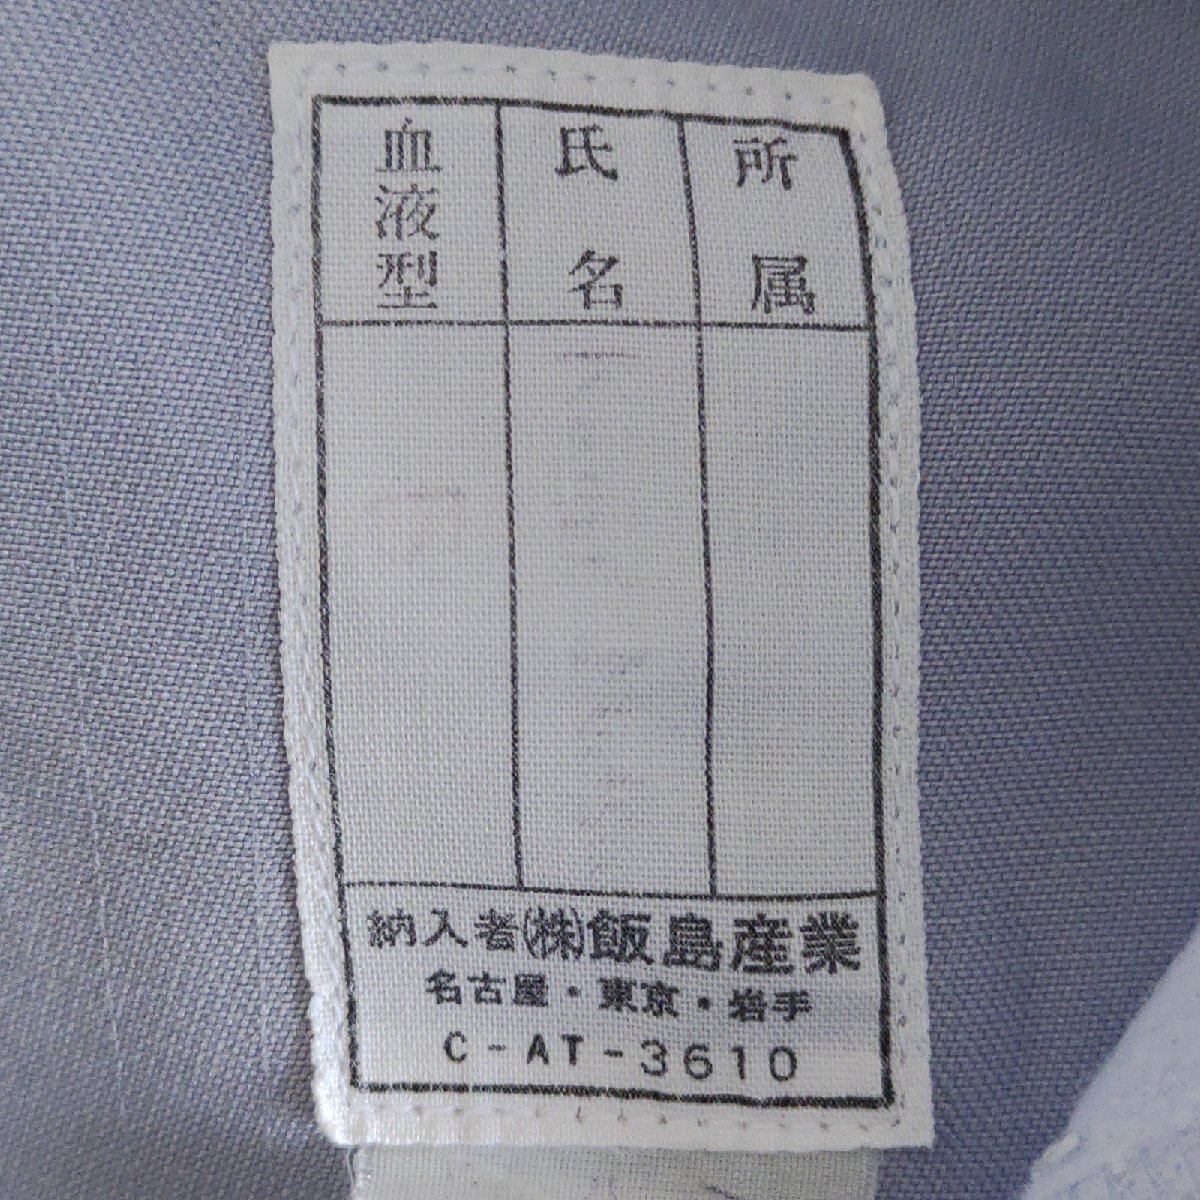 所属
氏名
血液型
納入者(株)飯島産業
名古屋・東京・岩手
C-AT-3610